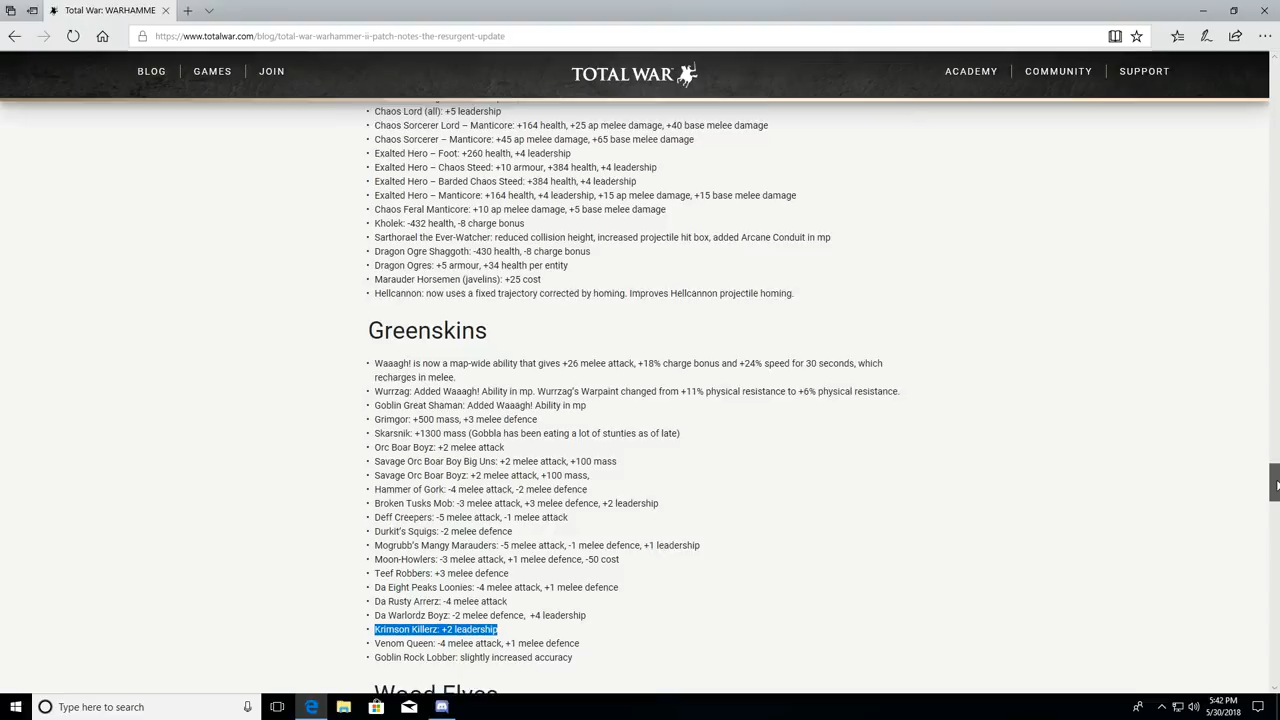 Total War: WARHAMME
https://www.totalwar.com/blog/total-war-warhammer-ii-patch-notes-the-resurgent-update
BLOG GAMES JOIN TOTAL WAR ACADEMY COMMUNITY SUPPORT
• Chaos Lord (all): +5 leadership
• Chaos Sorcerer Lord – Manticore: +164 health, +25 ap melee damage, +40 base melee damage
• Chaos Sorcerer – Manticore: +45 ap melee damage, +65 base melee damage
• Exalted Hero – Foot: +260 health, +4 leadership
• Exalted Hero – Chaos Steed: +10 armour, +384 health, +4 leadership
• Exalted Hero – Barded Chaos Steed: +384 health, +4 leadership
• Exalted Hero – Manticore: +164 health, +4 leadership, +15 ap melee damage, +15 base melee damage
• Chaos Feral Manticore: +10 ap melee damage, +5 base melee damage
• Kholek: -432 health, -8 charge bonus
• Sarthorael the Ever-Watcher: reduced collision height, increased projectile hit box, added Arcane Conduit in mp
• Dragon Ogre Shaggoth: -430 health, -8 charge bonus
• Dragon Ogres: +5 armour, +34 health per entity
• Marauder Horsemen (javelins): +25 cost
• Hellcannon: now uses a fixed trajectory corrected by homing. Improves Hellcannon projectile homing.
Greenskins
• Waaagh! is now a map-wide ability that gives +26 melee attack, +18% charge bonus and +24% speed for 30 seconds, which
recharges in melee.
• Wurrzag: Added Waaagh! Ability in mp. Wurrzag's Warpaint changed from +11% physical resistance to +6% physical resistance.
• Goblin Great Shaman: Added Waaagh! Ability in mp
• Grimgor: +500 mass, +3 melee defence
• Skarsnik: +1300 mass (Gobbla has been eating a lot of stunties as of late)
• Orc Boar Boyz: +2 melee attack
• Savage Orc Boar Boy Big Uns: +2 melee attack, +100 mass
• Savage Orc Boar Boyz: +2 melee attack, +100 mass,
• Hammer of Gork: -4 melee attack, -2 melee defence
• Broken Tusks Mob: -3 melee attack, +3 melee defence, +2 leadership
• Deff Creepers: -5 melee attack, -1 melee attack
• Durkit's Squigs: -2 melee defence
• Mogrubb's Mangy Marauders: -5 melee attack, -1 melee defence, +1 leadership
• Moon-Howlers: -3 melee attack, +1 melee defence, -50 cost
• Teef Robbers: +3 melee defence
• Da Eight Peaks Loonies: -4 melee attack, +1 melee defence
• Da Rusty Arrerz: -4 melee attack
• Da Warlordz Boyz: -2 melee defence, +4 leadership
• Krimson Killerz: +2 leadership
• Venom Queen: -4 melee attack, +1 melee defence
• Goblin Rock Lobber: slightly increased accuracy
Wood Elves
Type here to search
5:42 PM
5/30/2018